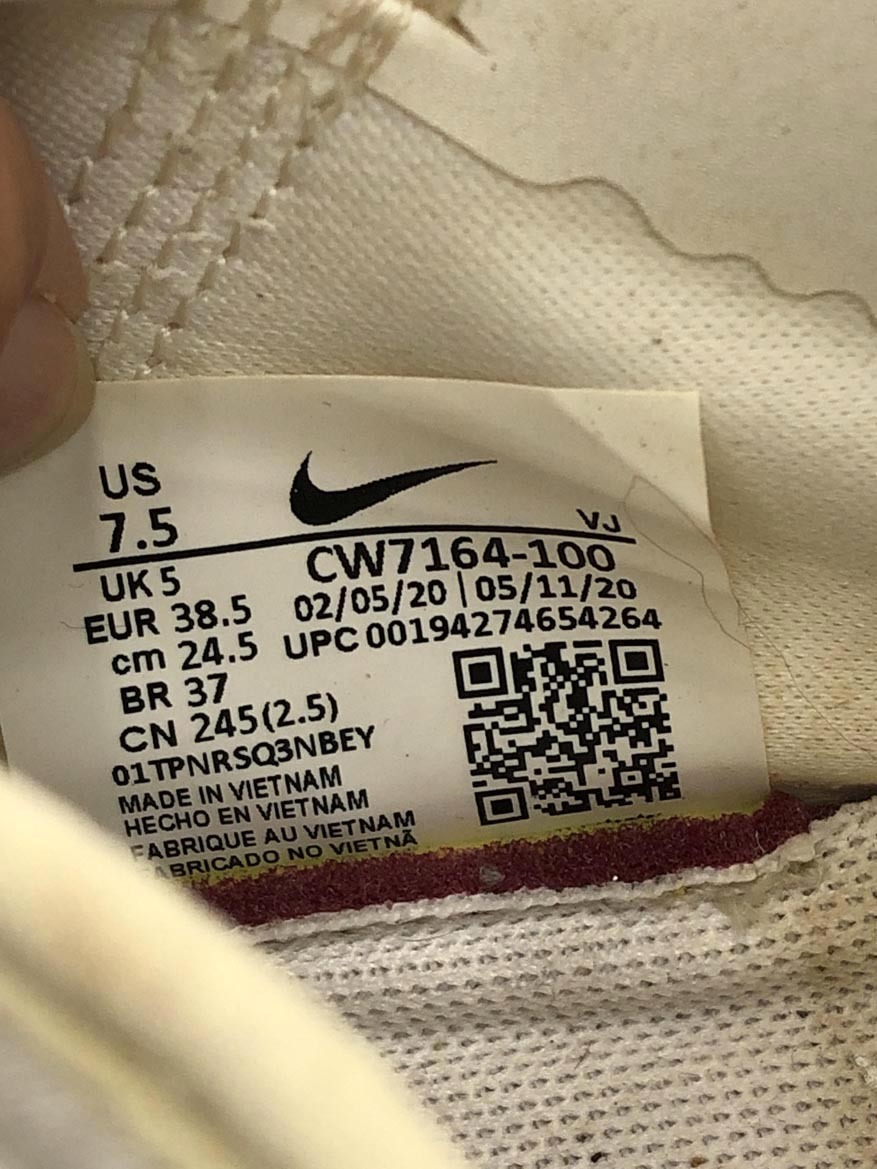 US
7.5
VJ
UK 5
CW7164-100
EUR 38.5
02/05/20 | 05/11/20
cm 24.5
UPC 00194274654264
BR 37
CN 245(2.5)
01TPNRSQ3NBEY
MADE IN VIETNAM
HECHO EN VIETNAM
FABRIQUE AU VIETNAM
FABRICADO NO VIETNÃ